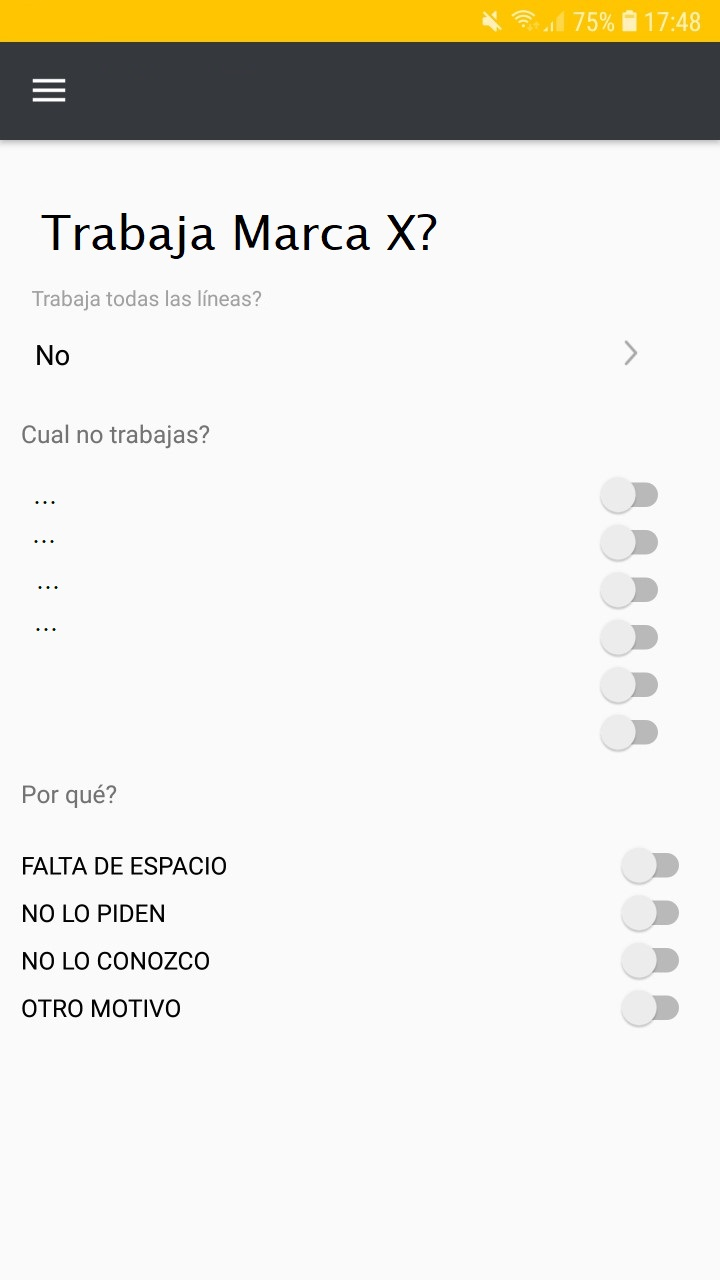 75% 17:48
Trabaja Marca X?
Trabaja todas las líneas?
No
Cual no trabajas?
...
...
...
...
Por qué?
FALTA DE ESPACIO
NO LO PIDEN
NO LO CONOZCO
OTRO MOTIVO